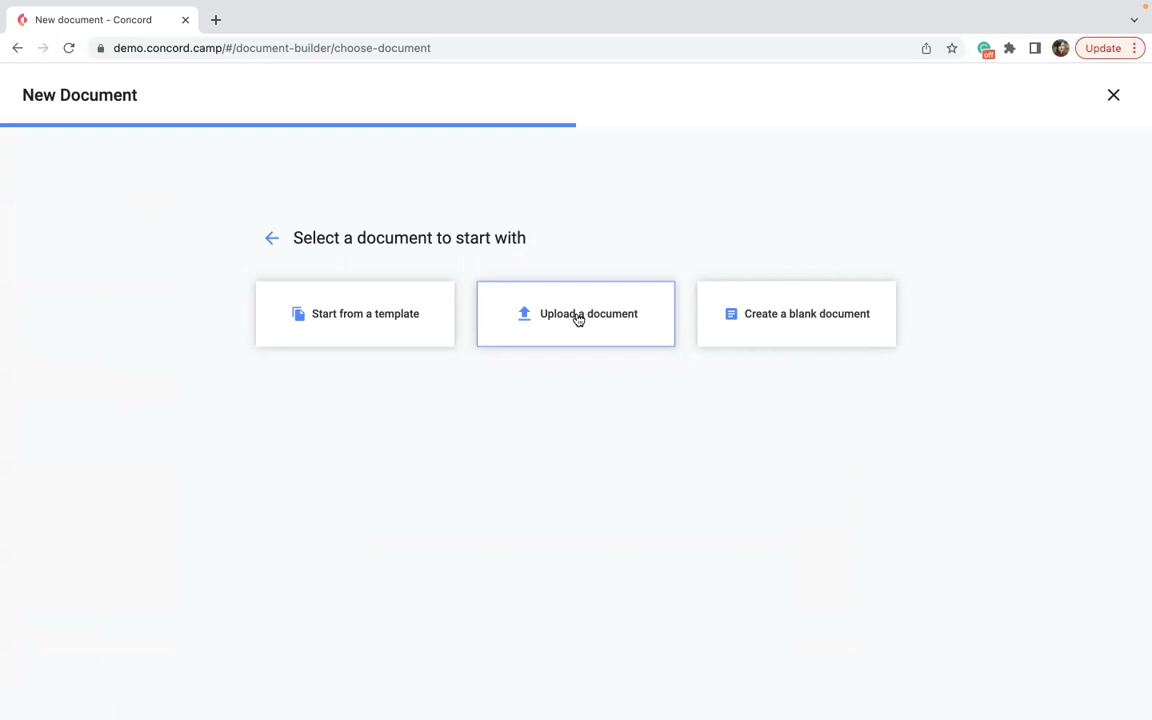 New document - Concord
demo.concord.camp/#/document-builder/choose-document
off
Update
New Document
Select a document to start with
Start from a template
Upload a document
Create a blank document